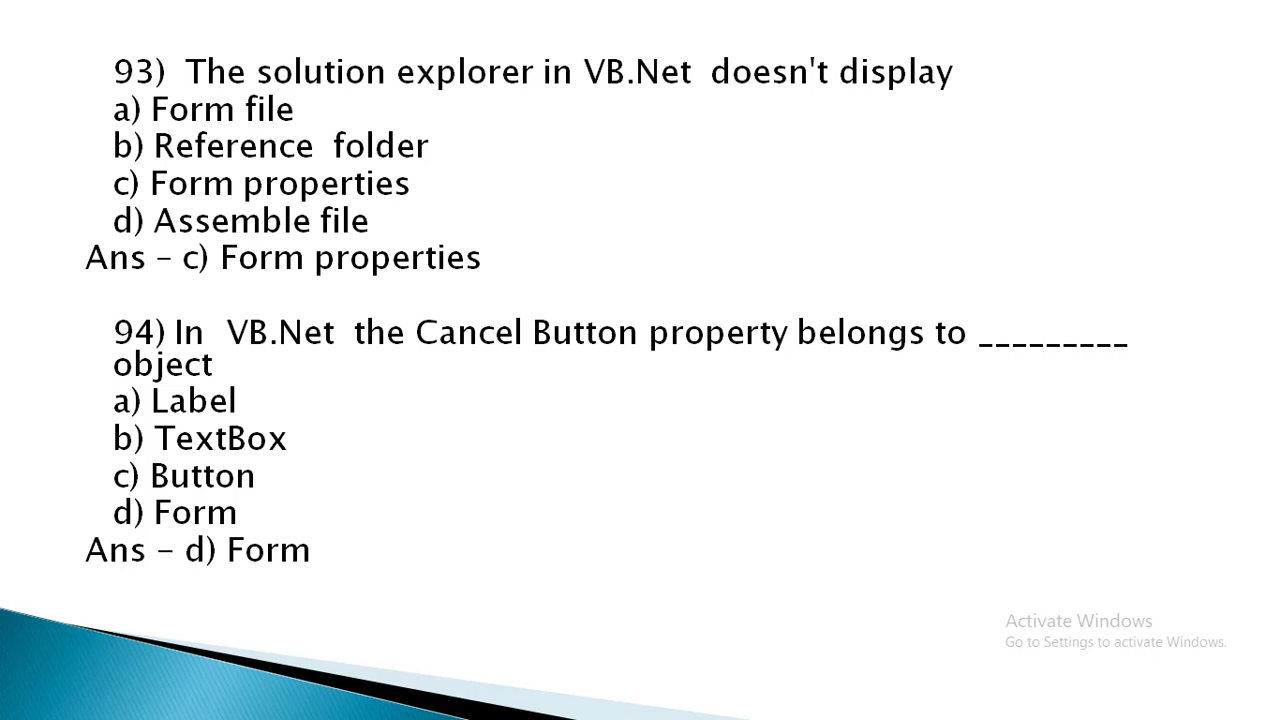 93) The solution explorer in VB.Net doesn't display
a) Form file
b) Reference folder
c) Form properties
d) Assemble file
Ans – c) Form properties
94) In VB.Net the Cancel Button property belongs to _________
object
a) Label
b) TextBox
c) Button
d) Form
Ans – d) Form
Activate Windows
Go to Settings to activate Windows.